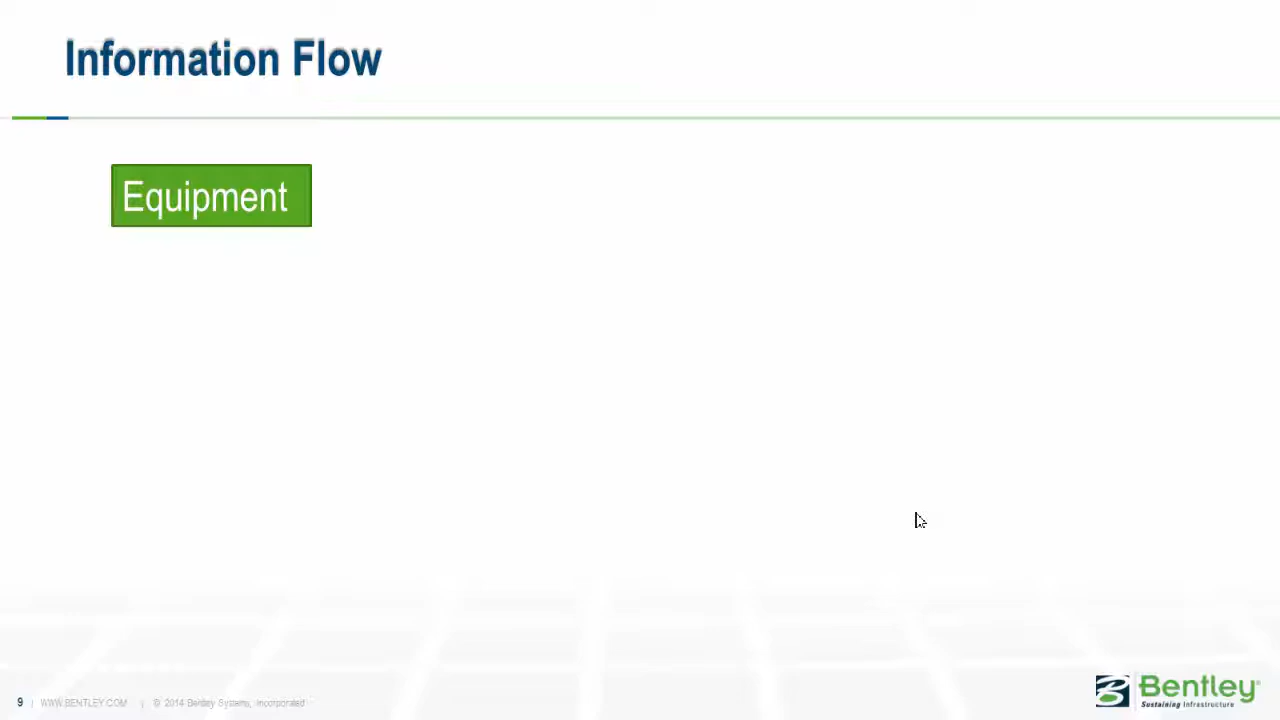 Information Flow
Equipment
9 | WWW.BENTLEY.COM | © 2014 Bentley Systems, Incorporated
Bentley®
Sustaining Infrastructure